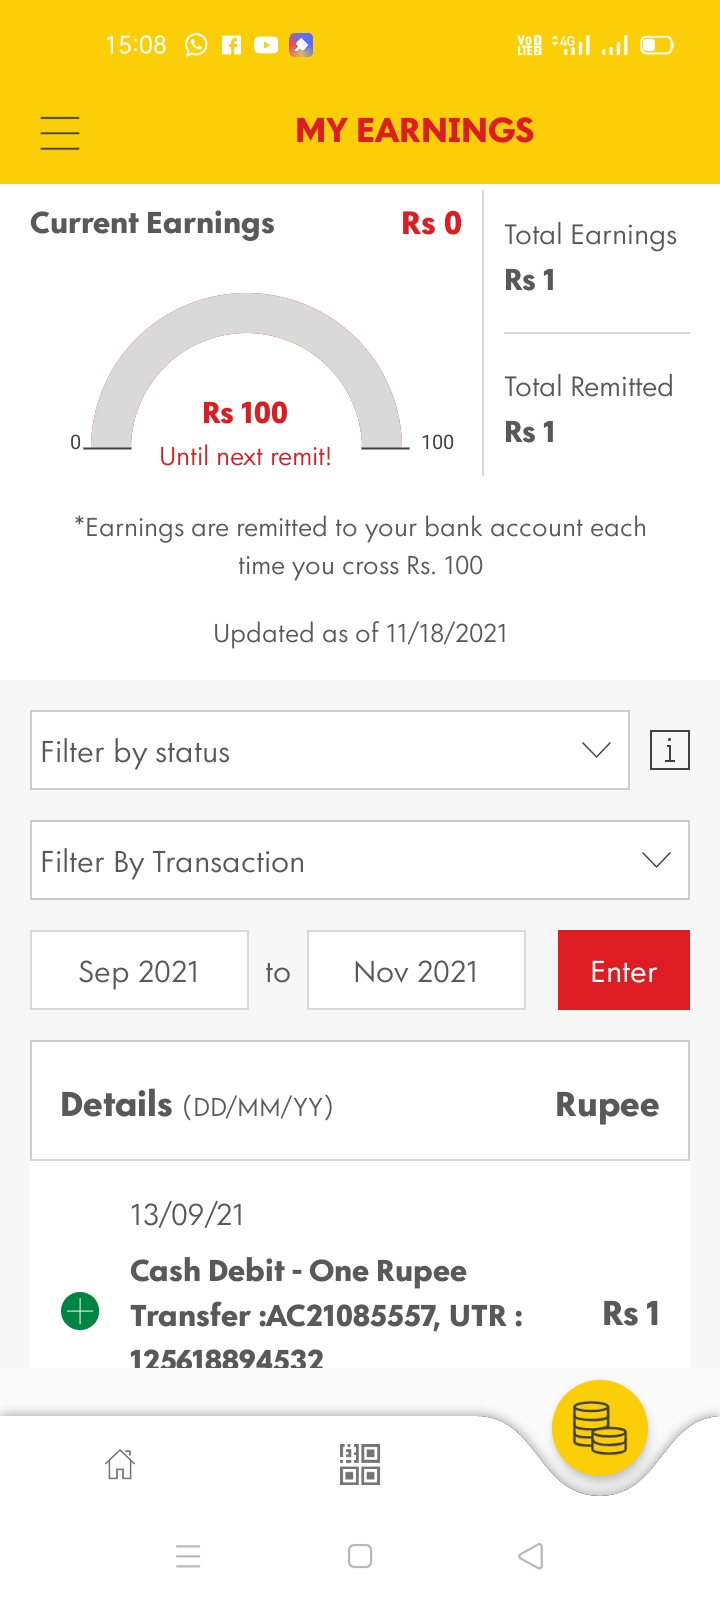 15:08
VoD LTE2 4G
MY EARNINGS
Current Earnings Rs 0
Total Earnings
Rs 1
Rs 100
0 100
Until next remit!
Total Remitted
Rs 1
*Earnings are remitted to your bank account each
time you cross Rs. 100
Updated as of 11/18/2021
Filter by status
i
Filter By Transaction
Sep 2021 to Nov 2021 Enter
Details (DD/MM/YY) Rupee
13/09/21
Cash Debit - One Rupee
Transfer :AC21085557, UTR : Rs 1
125618894532